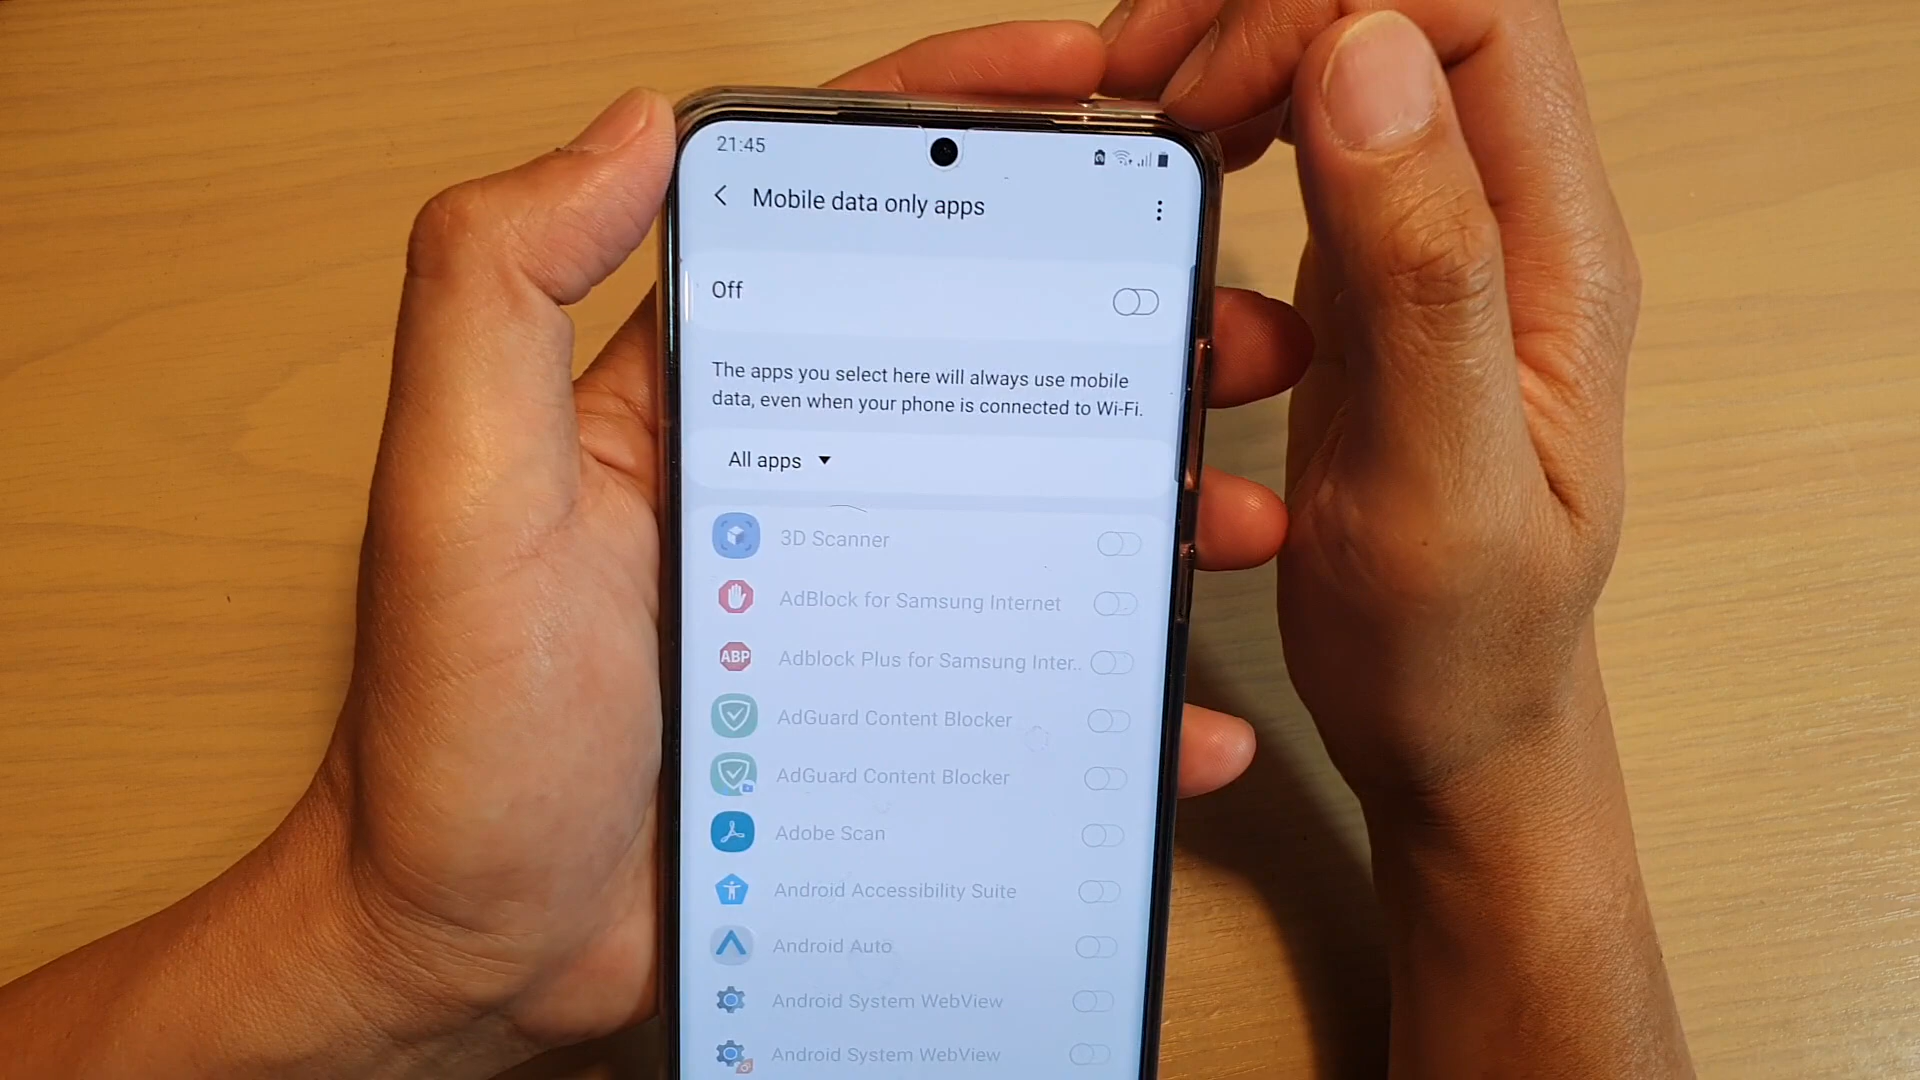 21:45
Mobile data only apps
Off
The apps you select here will always use mobile
data, even when your phone is connected to Wi-Fi.
All apps
3D Scanner
AdBlock for Samsung Internet
ABP
Adblock Plus for Samsung Inter..
AdGuard Content Blocker
AdGuard Content Blocker
Adobe Scan
Android Accessibility Suite
Android Auto
Android System WebView
Android System WebView